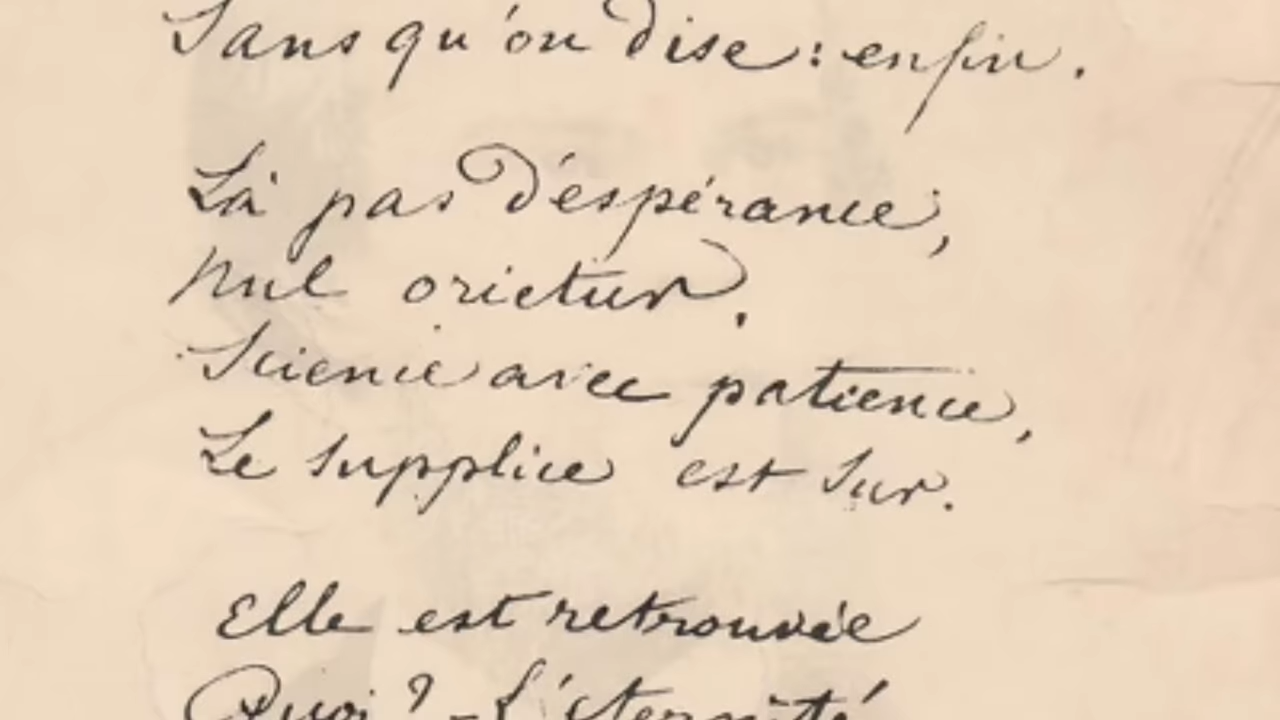 Sans qu'on dise : enfin.
Là pas d'espérance,
Nul orietur.
Science avec patience,
Le supplice est sur.
Elle est retrouvée
Quoi ? - L'éternité